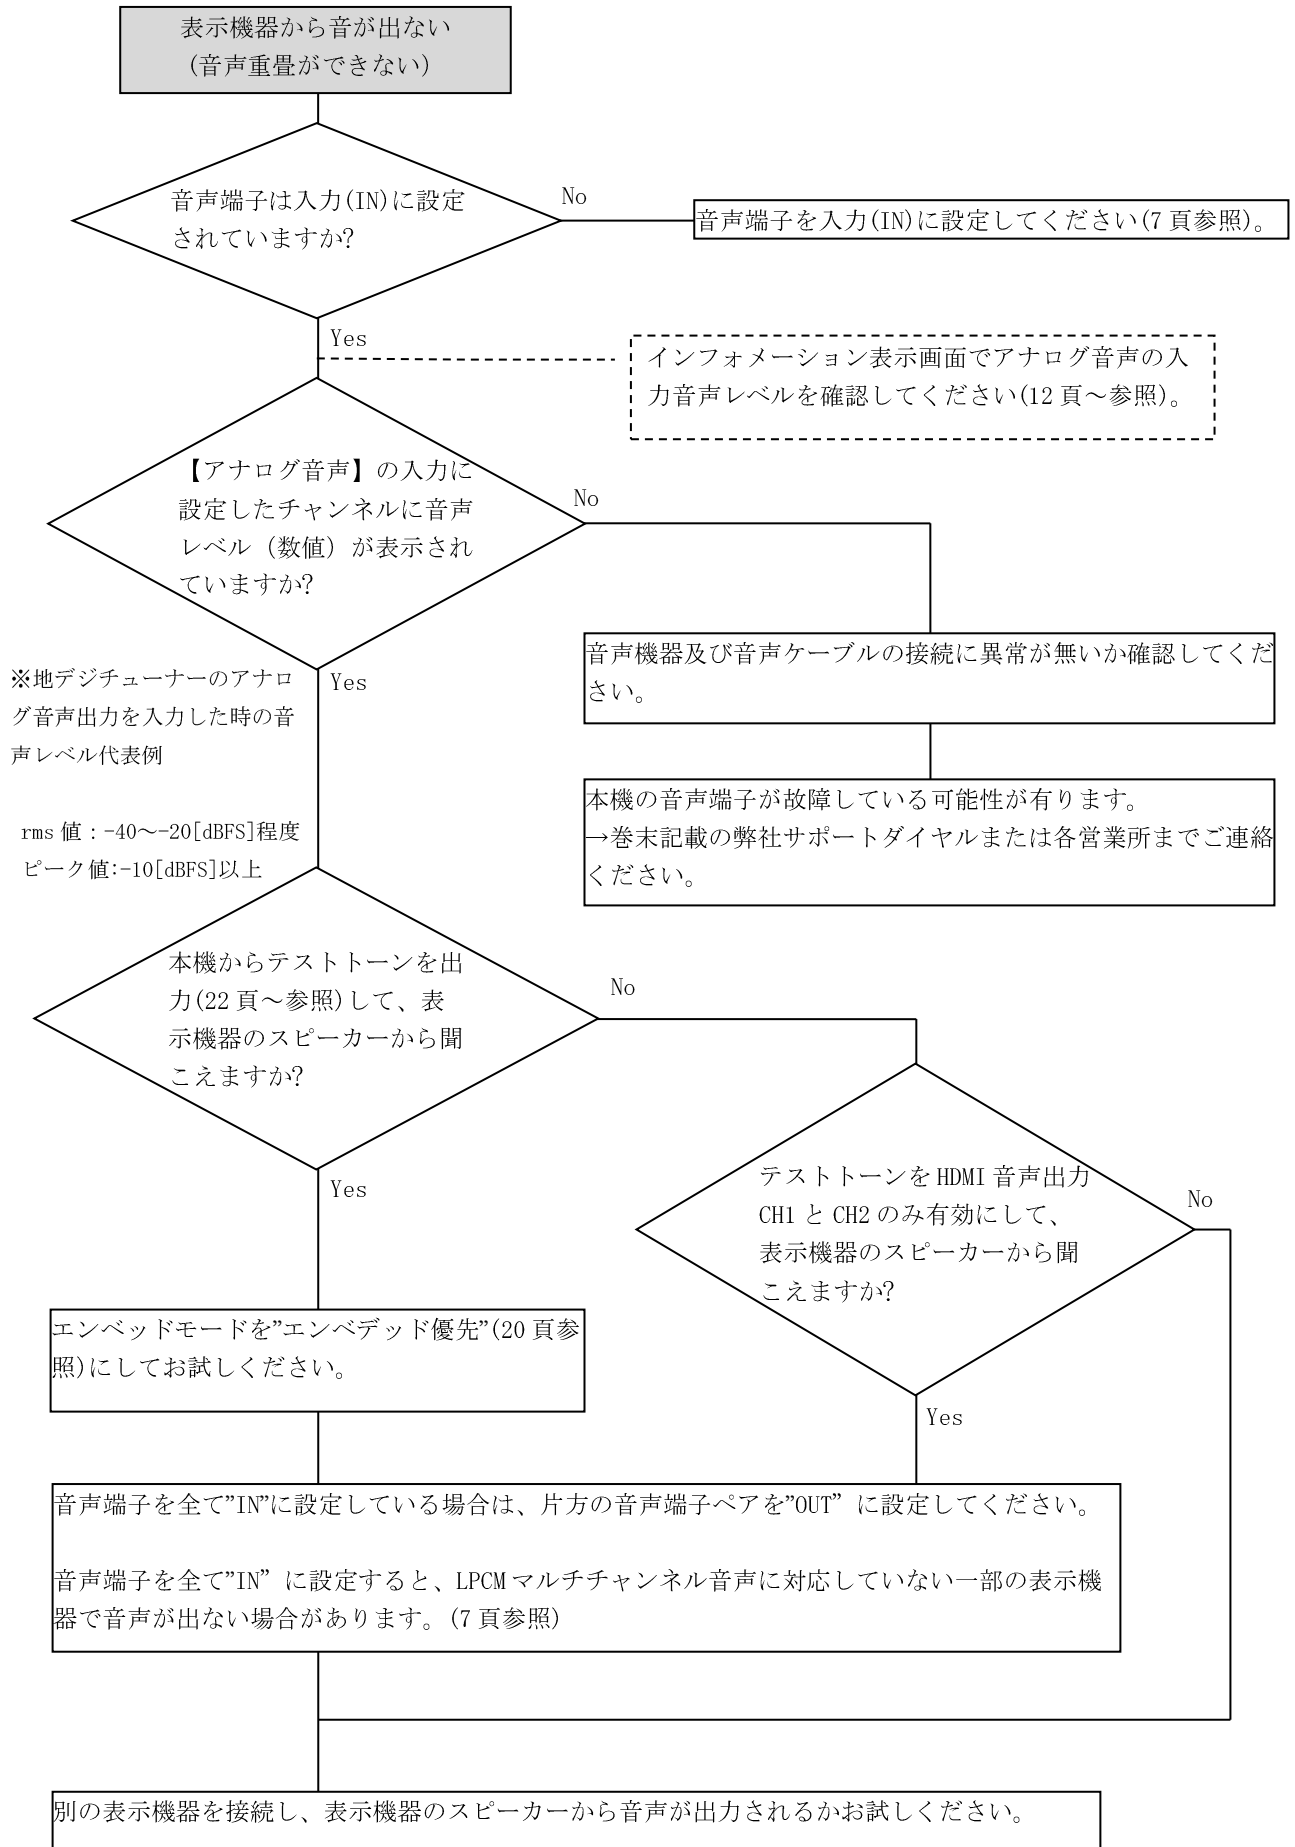 表示機器から音が出ない
(音声重畳ができない)
音声端子は入力(IN)に設定
されていますか?
No
音声端子を入力(IN)に設定してください(7頁参照)。
Yes
インフォメーション表示画面でアナログ音声の入
力音声レベルを確認してください(12頁～参照)。
【アナログ音声】の入力に
設定したチャンネルに音声
レベル（数値）が表示され
ていますか?
No
音声機器及び音声ケーブルの接続に異常が無いか確認してくだ
さい。
本機の音声端子が故障している可能性が有ります。
→巻末記載の弊社サポートダイヤルまたは各営業所までご連絡
ください。
Yes
※地デジチューナーのアナロ
グ音声出力を入力した時の音
声レベル代表例
rms値：-40～-20[dBFS]程度
ピーク値:-10[dBFS]以上
本機からテストトーンを出
力(22頁～参照)して、表
示機器のスピーカーから聞
こえますか?
No
テストトーンをHDMI音声出力
CH1とCH2のみ有効にして、
表示機器のスピーカーから聞
こえますか?
No
Yes
Yes
エンベッドモードを”エンベデッド優先”(20頁参
照)にしてお試しください。
音声端子を全て”IN”に設定している場合は、片方の音声端子ペアを”OUT”に設定してください。
音声端子を全て”IN”に設定すると、LPCMマルチチャンネル音声に対応していない一部の表示機
器で音声が出ない場合があります。(7頁参照)
別の表示機器を接続し、表示機器のスピーカーから音声が出力されるかお試しください。